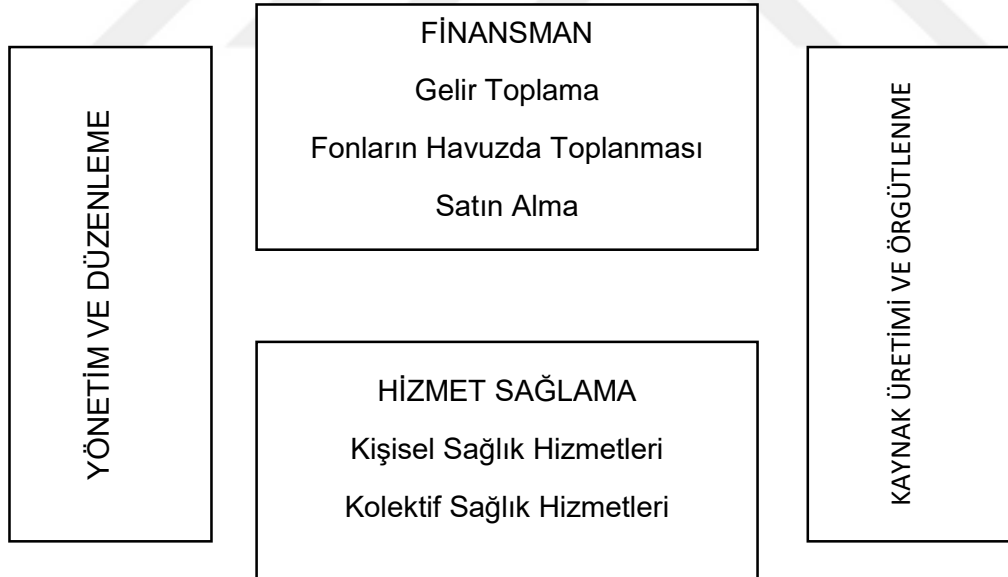 YÖNETİM VE DÜZENLEME
FİNANSMAN
Gelir Toplama
Fonların Havuzda Toplanması
Satın Alma
HİZMET SAĞLAMA
Kişisel Sağlık Hizmetleri
Kolektif Sağlık Hizmetleri
KAYNAK ÜRETİMİ VE ÖRGÜTLENME